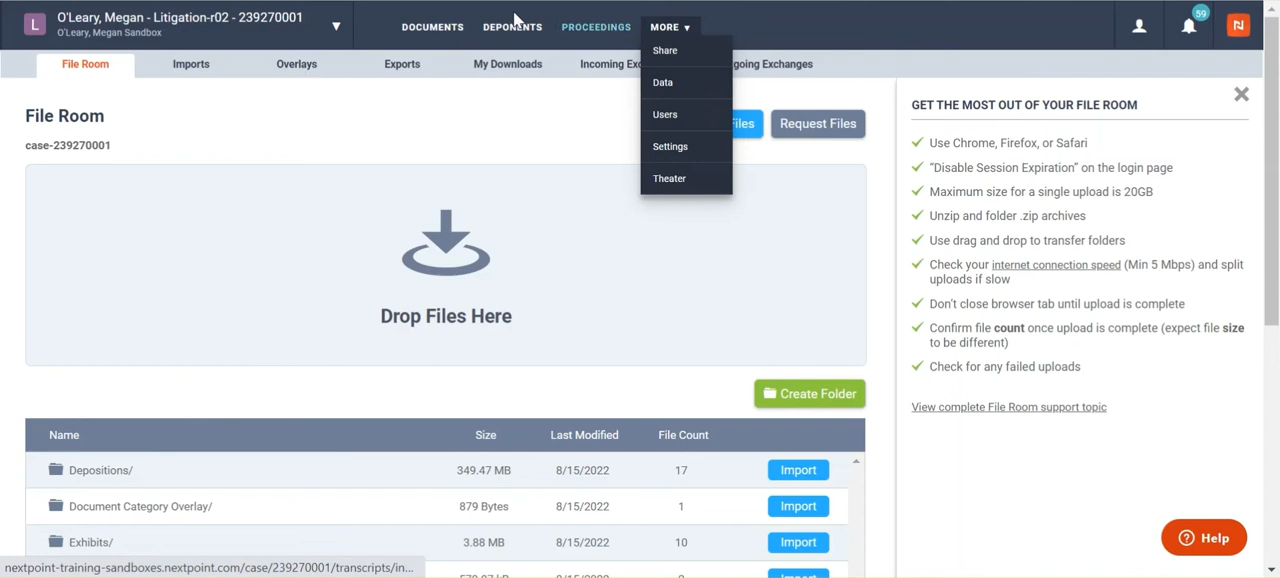 L
O'Leary, Megan - Litigation-r02 - 239270001
O'Leary, Megan Sandbox
DOCUMENTS
DEPONENTS
PROCEEDINGS
MORE
59
N
File Room
Imports
Overlays
Exports
My Downloads
Incoming Exc
going Exchanges
Share
Data
Users
Settings
Theater
File Room
case-239270001
Files
Request Files
Drop Files Here
Create Folder
Name
Size
Last Modified
File Count
Depositions/
349.47 MB
8/15/2022
17
Import
Document Category Overlay/
879 Bytes
8/15/2022
1
Import
Exhibits/
3.88 MB
8/15/2022
10
Import
GET THE MOST OUT OF YOUR FILE ROOM
Use Chrome, Firefox, or Safari
“Disable Session Expiration” on the login page
Maximum size for a single upload is 20GB
Unzip and folder .zip archives
Use drag and drop to transfer folders
Check your internet connection speed (Min 5 Mbps) and split
uploads if slow
Don't close browser tab until upload is complete
Confirm file count once upload is complete (expect file size
to be different)
Check for any failed uploads
View complete File Room support topic
Help
nextpoint-training-sandboxes.nextpoint.com/case/239270001/transcripts/in...